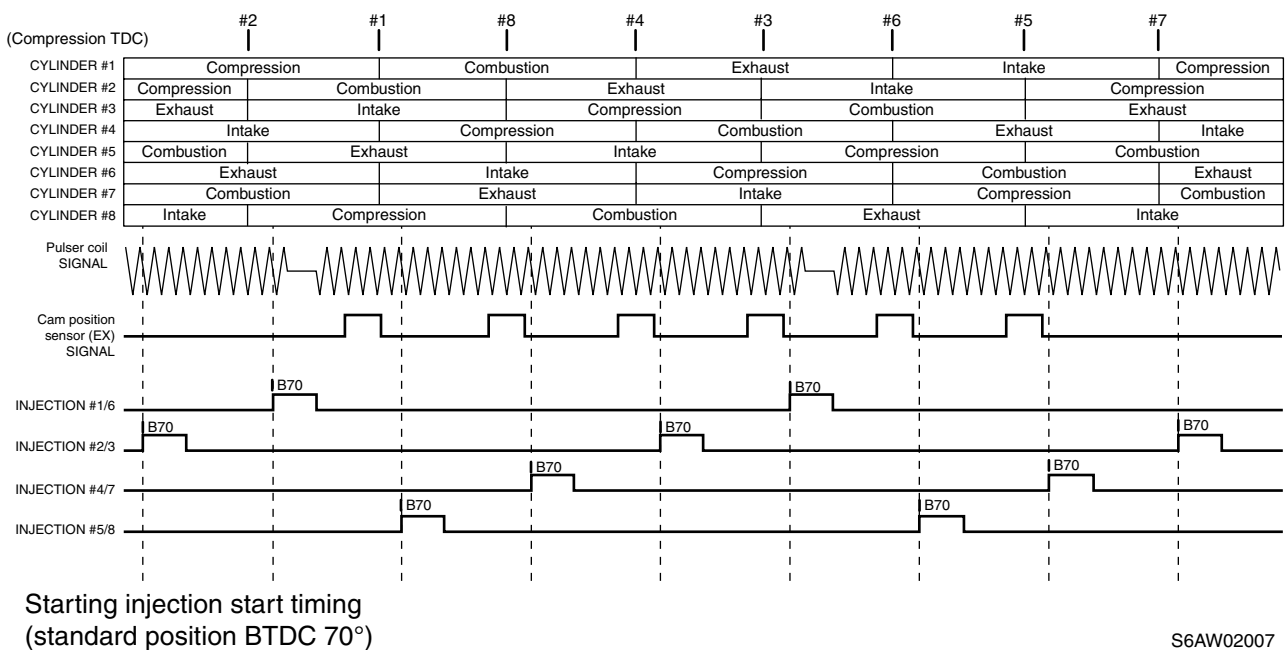 #2 #1 #8 #4 #3 #6 #5 #7
(Compression TDC)
CYLINDER #1 Compression Combustion Exhaust Intake Compression
CYLINDER #2 Compression Combustion Exhaust Intake Compression
CYLINDER #3 Exhaust Intake Compression Combustion Exhaust
CYLINDER #4 Intake Compression Combustion Exhaust Intake
CYLINDER #5 Combustion Exhaust Intake Compression Combustion
CYLINDER #6 Exhaust Intake Compression Combustion Exhaust
CYLINDER #7 Combustion Exhaust Intake Compression Combustion
CYLINDER #8 Intake Compression Combustion Exhaust Intake
Pulser coil
SIGNAL
Cam position
sensor (EX)
SIGNAL
B70 B70
INJECTION #1/6
B70 B70 B70
INJECTION #2/3
B70 B70
INJECTION #4/7
B70 B70
INJECTION #5/8
Starting injection start timing
(standard position BTDC 70°)
S6AW02007